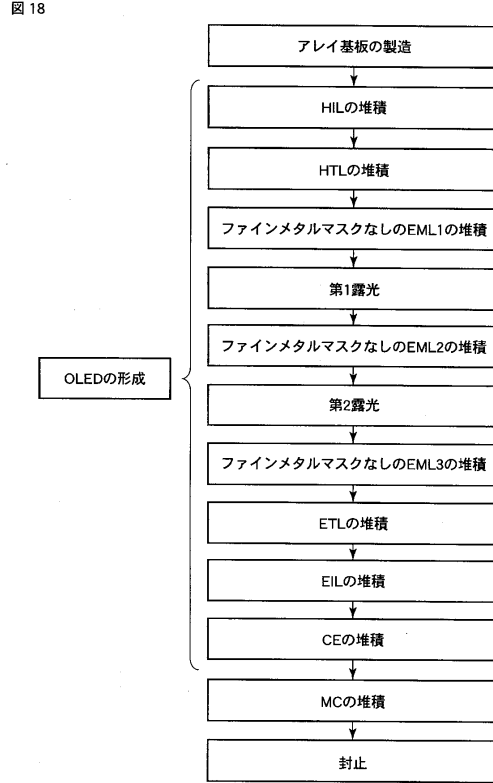 図 18
アレイ基板の製造
HILの堆積
HTLの堆積
ファインメタルマスクなしのEML1の堆積
第1露光
ファインメタルマスクなしのEML2の堆積
OLEDの形成
第2露光
ファインメタルマスクなしのEML3の堆積
ETLの堆積
EILの堆積
CEの堆積
MCの堆積
封止